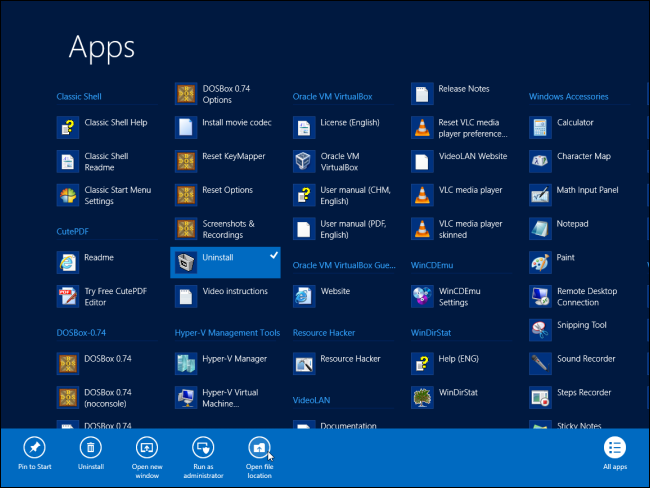 Apps
Classic Shell
Classic Shell Help
Classic Shell
Readme
Classic Start Menu
Settings
CutePDF
Readme
Try Free CutePDF
Editor
DOSBox-0.74
DOSBox 0.74
DOSBox 0.74
(noconsole)
DOSBox 0.74
DOSBox 0.74
Options
Install movie codec
Reset KeyMapper
Reset Options
Screenshots &
Recordings
Uninstall
Video instructions
Hyper-V Management Tools
Hyper-V Manager
Hyper-V Virtual
Machine...
Oracle VM VirtualBox
License (English)
Oracle VM
VirtualBox
User manual (CHM,
English)
User manual (PDF,
English)
Oracle VM VirtualBox Gue...
Website
Resource Hacker
Resource Hacker
VideoLAN
Documentation
Release Notes
Reset VLC media
player preference...
VideoLAN Website
VLC media player
VLC media player
skinned
WinCDEmu
WinCDEmu
Settings
WinDirStat
Help (ENG)
WinDirStat
Windows Accessories
Calculator
Character Map
Math Input Panel
Notepad
Paint
Remote Desktop
Connection
Snipping Tool
Sound Recorder
Steps Recorder
Sticky Notes
Pin to Start
Uninstall
Open new
window
Run as
administrator
Open file
location
All apps